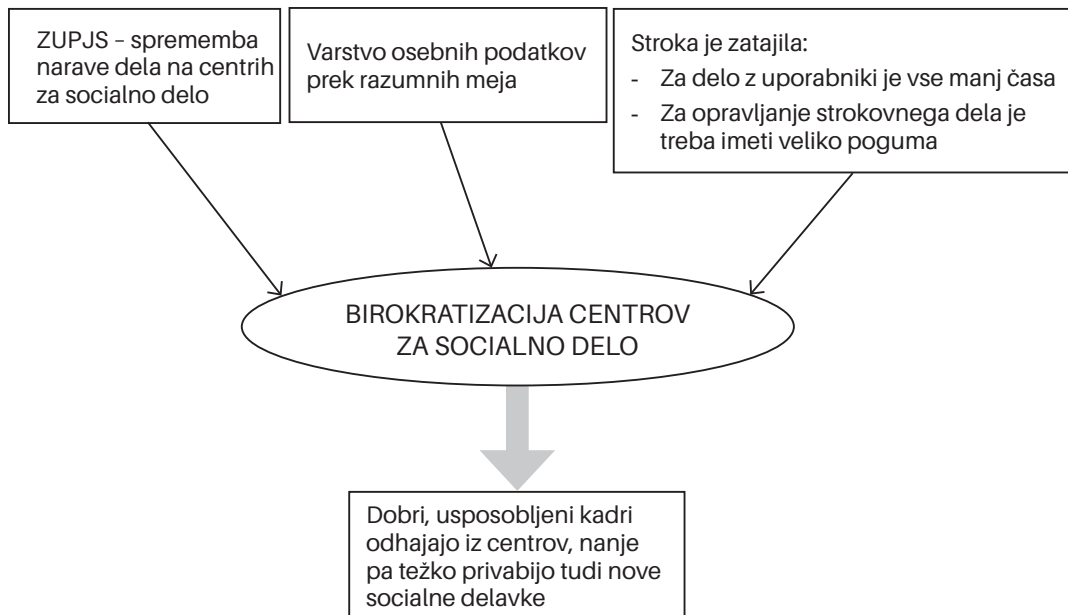 ZUPJS – sprememba
narave dela na centrih
za socialno delo
Varstvo osebnih podatkov
prek razumnih meja
Stroka je zatajila:
- Za delo z uporabniki je vse manj časa
- Za opravljanje strokovnega dela je
treba imeti veliko poguma
BIROKRATIZACIJA CENTROV
ZA SOCIALNO DELO
Dobri, usposobljeni kadri
odhajajo iz centrov, nanje
pa težko privabijo tudi nove
socialne delavke